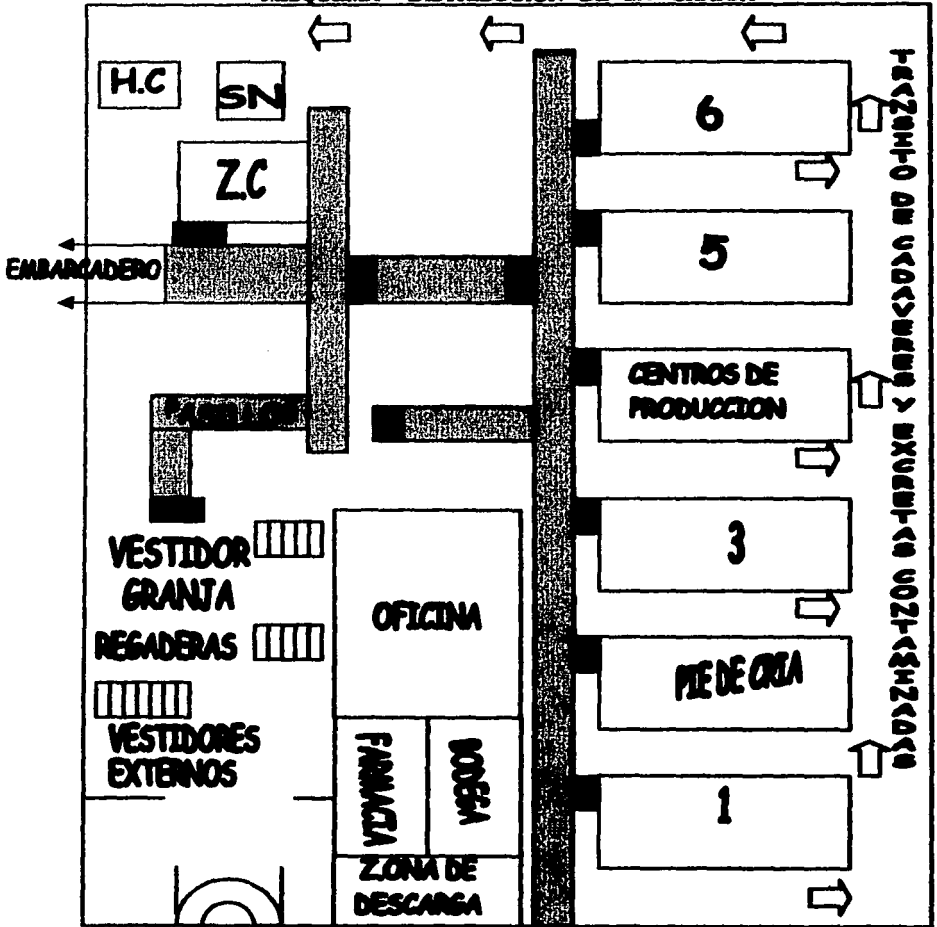 H.C
SN
Z.C
EMBARCADERO
6
5
CENTROS DE
PRODUCCION
3
PIE DE CRIA
1
VESTIDOR
GRANJA
REGADERAS
VESTIDORES
EXTERNOS
OFICINA
FARMACIA
BODEGA
ZONA DE
DESCARGA
TRANSITO DE CADAVERES Y EXCRETAS CONTAMINADAS